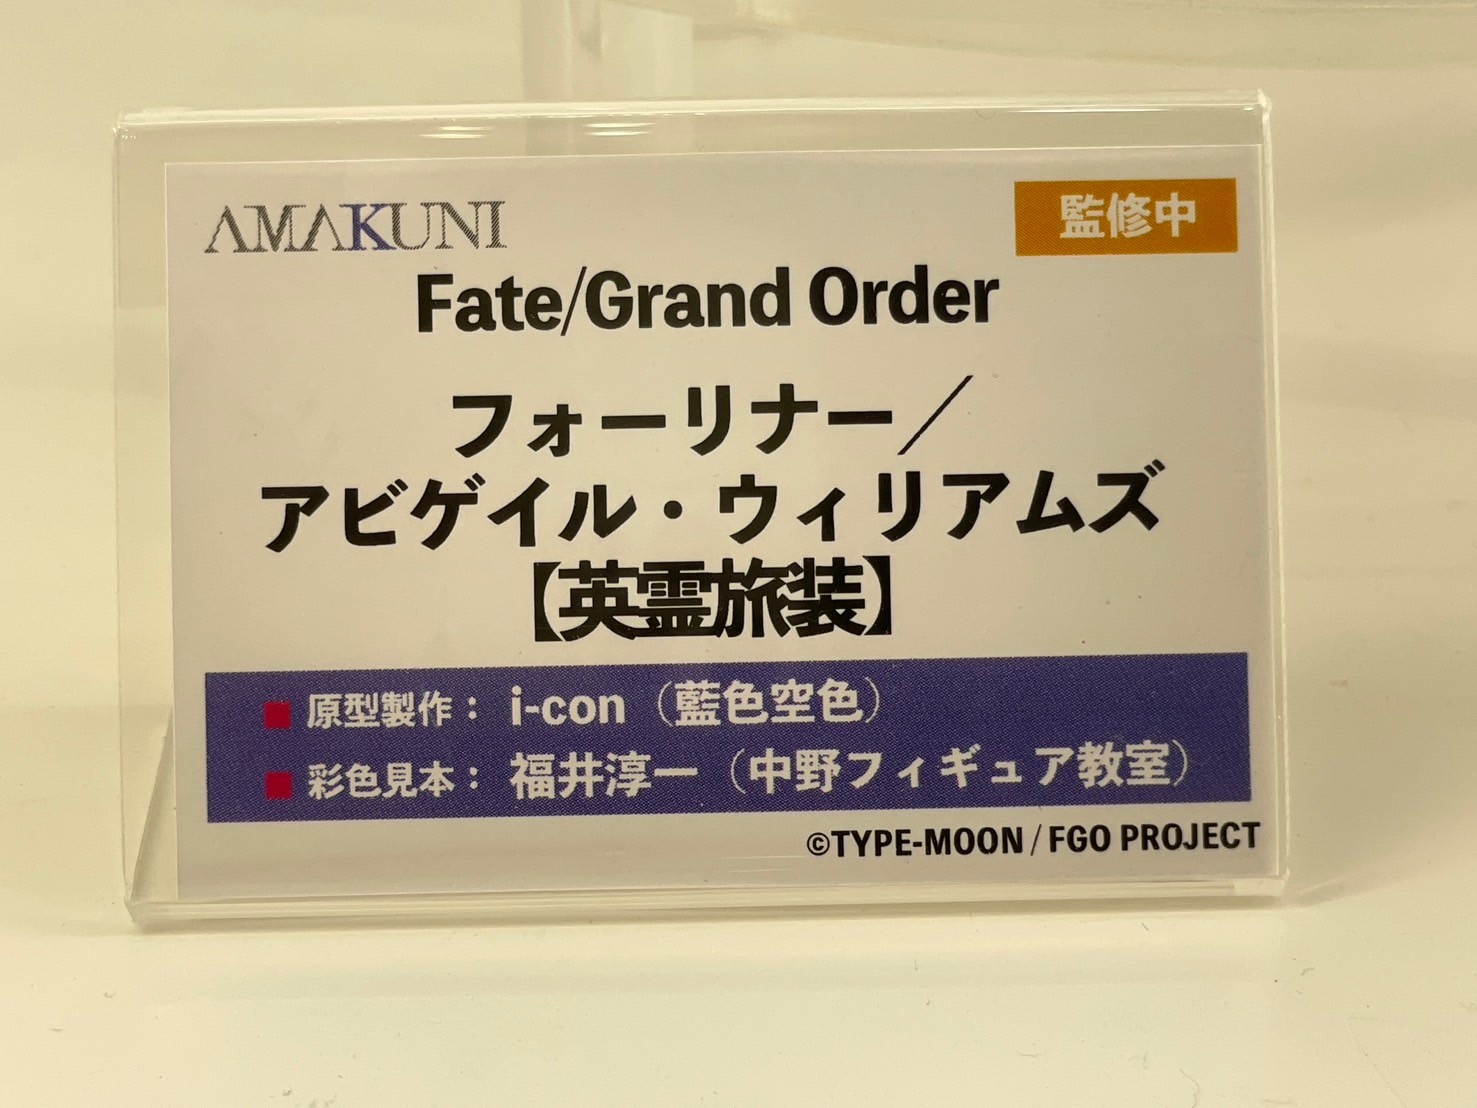 AMAKUNI
監修中
Fate/Grand Order
フォーリナー／
アビゲイル・ウィリアムズ
【英霊旅装】
■ 原型製作： i-con（藍色空色）
■ 彩色見本： 福井淳一（中野フィギュア教室）
©TYPE-MOON / FGO PROJECT